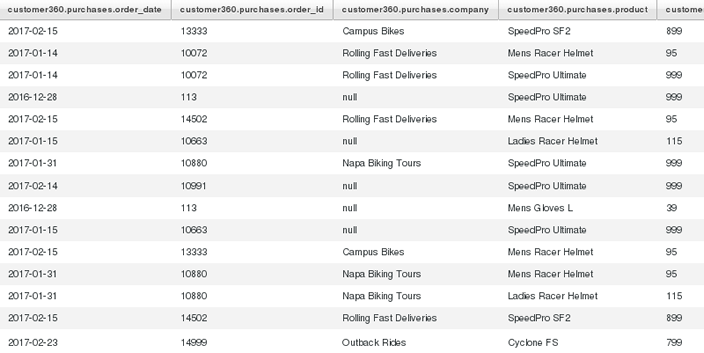 customer360.purchases.order_date customer360.purchases.order_id customer360.purchases.company customer360.purchases.product
2017-02-15 13333 Campus Bikes SpeedPro SF2 899
2017-01-14 10072 Rolling Fast Deliveries Mens Racer Helmet 95
2017-01-14 10072 Rolling Fast Deliveries SpeedPro Ultimate 999
2016-12-28 113 null SpeedPro Ultimate 999
2017-02-15 14502 Rolling Fast Deliveries Mens Racer Helmet 95
2017-01-15 10663 null Ladies Racer Helmet 115
2017-01-31 10880 Napa Biking Tours SpeedPro Ultimate 999
2017-02-14 10991 null SpeedPro Ultimate 999
2016-12-28 113 null Mens Gloves L 39
2017-01-15 10663 null SpeedPro Ultimate 999
2017-02-15 13333 Campus Bikes Mens Racer Helmet 95
2017-01-31 10880 Napa Biking Tours Mens Racer Helmet 95
2017-01-31 10880 Napa Biking Tours Ladies Racer Helmet 115
2017-02-15 14502 Rolling Fast Deliveries SpeedPro SF2 899
2017-02-23 14999 Outback Rides Cyclone FS 799